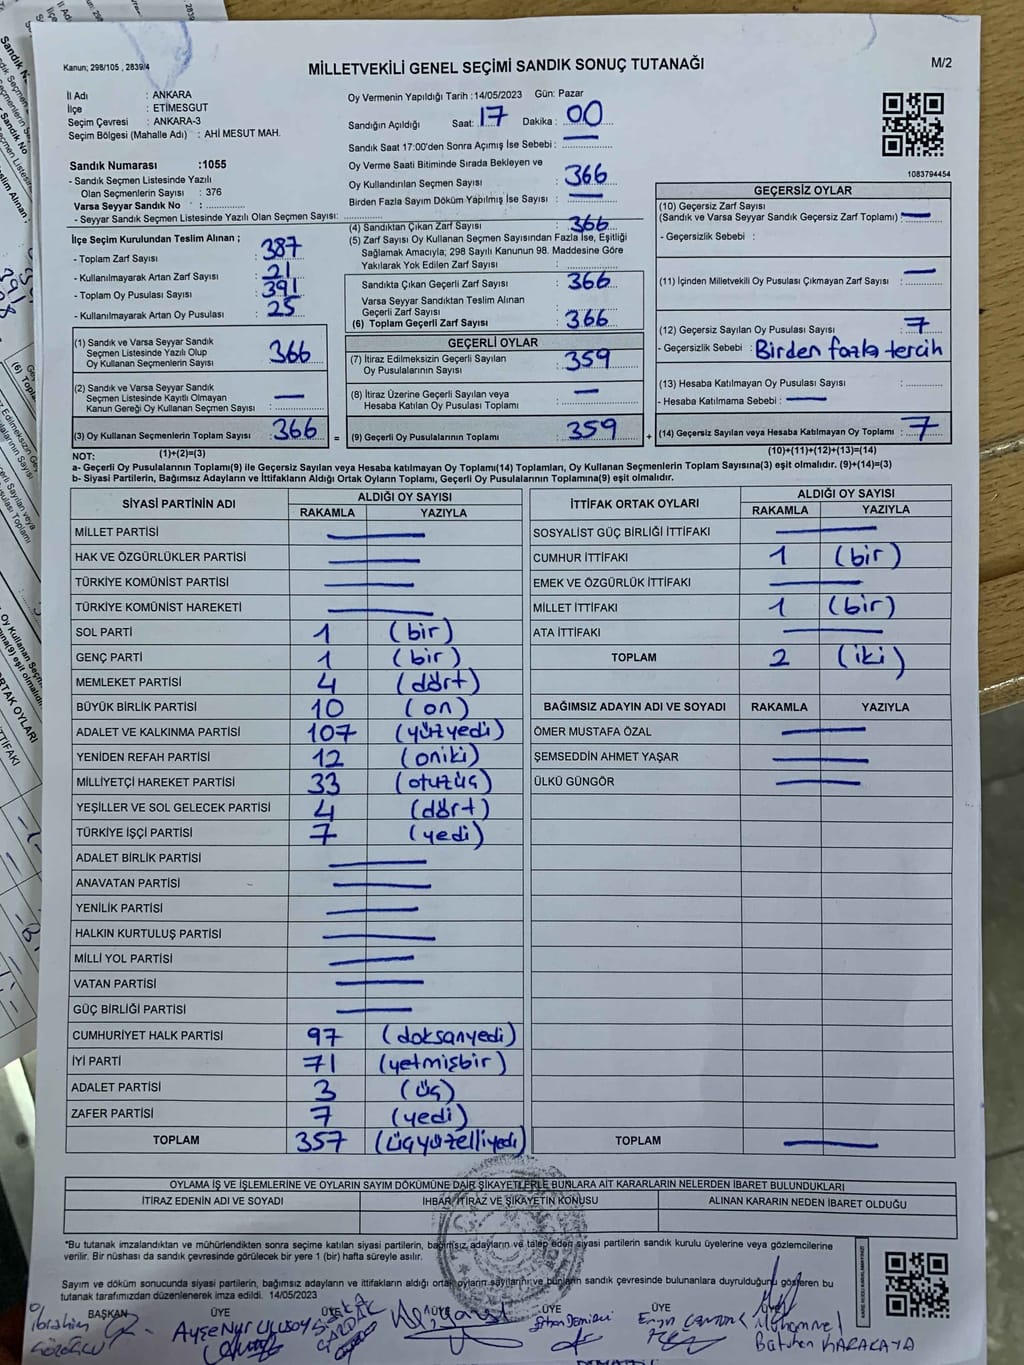 Kanun; 298/105 , 2839/4
MİLLETVEKİLİ GENEL SEÇİMİ SANDIK SONUÇ TUTANAĞI
M/2
İl Adı : ANKARA
İlçe : ETİMESGUT
Seçim Çevresi : ANKARA-3
Seçim Bölgesi (Mahalle Adı) : AHİ MESUT MAH.
Oy Vermenin Yapıldığı Tarih :14/05/2023 Gün: Pazar
Sandığın Açıldığı Saat: 17 Dakika : 00
Sandık Saat 17:00'den Sonra Açımış İse Sebebi :
Sandık Numarası :1055
- Sandık Seçmen Listesinde Yazılı
Olan Seçmenlerin Sayısı : 376
Varsa Seyyar Sandık No :
- Seyyar Sandık Seçmen Listesinde Yazılı Olan Seçmen Sayısı:
Oy Verme Saati Bitiminde Sırada Bekleyen ve
Oy Kullandırılan Seçmen Sayısı : 366
Birden Fazla Sayım Döküm Yapılmış İse Sayısı :
1083794454
İlçe Seçim Kurulundan Teslim Alınan ;
- Toplam Zarf Sayısı : 387
- Kullanılmayarak Artan Zarf Sayısı : 21
- Toplam Oy Pusulası Sayısı : 391
- Kullanılmayarak Artan Oy Pusulası : 25
(4) Sandıktan Çıkan Zarf Sayısı : 366
(5) Zarf Sayısı Oy Kullanan Seçmen Sayısından Fazla İse, Eşitliği
Sağlamak Amacıyla; 298 Sayılı Kanunun 98. Maddesine Göre
Yakılarak Yok Edilen Zarf Sayısı :
Sandıkta Çıkan Geçerli Zarf Sayısı : 366
Varsa Seyyar Sandıktan Teslim Alınan
Geçerli Zarf Sayısı :
(6) Toplam Geçerli Zarf Sayısı : 366
GEÇERSİZ OYLAR
(10) Geçersiz Zarf Sayısı
(Sandık ve Varsa Seyyar Sandık Geçersiz Zarf Toplamı) :
- Geçersizlik Sebebi :
(11) İçinden Milletvekili Oy Pusulası Çıkmayan Zarf Sayısı :
(12) Geçersiz Sayılan Oy Pusulası Sayısı : 7
- Geçersizlik Sebebi : Birden fazla tercih
(13) Hesaba Katılmayan Oy Pusulası Sayısı :
- Hesaba Katılmama Sebebi :
(14) Geçersiz Sayılan veya Hesaba Katılmayan Oy Toplamı : 7
(10)+(11)+(12)+(13)=(14)
(1) Sandık ve Varsa Seyyar Sandık
Seçmen Listesinde Yazılı Olup
Oy Kullanan Seçmenlerin Sayısı : 366
(2) Sandık ve Varsa Seyyar Sandık
Seçmen Listesinde Kayıtlı Olmayan
Kanun Gereği Oy Kullanan Seçmen Sayısı :
(3) Oy Kullanan Seçmenlerin Toplam Sayısı : 366 =
(1)+(2)=(3)
GEÇERLİ OYLAR
(7) İtiraz Edilmeksizin Geçerli Sayılan
Oy Pusulalarının Sayısı : 359
(8) İtiraz Üzerine Geçerli Sayılan veya
Hesaba Katılan Oy Pusulası Toplamı :
(9) Geçerli Oy Pusulalarının Toplamı : 359 +
NOT:
a- Geçerli Oy Pusulalarının Toplamı(9) ile Geçersiz Sayılan veya Hesaba katılmayan Oy Toplamı(14) Toplamları, Oy Kullanan Seçmenlerin Toplam Sayısına(3) eşit olmalıdır. (9)+(14)=(3)
b- Siyasi Partilerin, Bağımsız Adayların ve İttifakların Aldığı Ortak Oyların Toplamı, Geçerli Oy Pusulalarının Toplamına(9) eşit olmalıdır.
SİYASİ PARTİNİN ADI ALDIĞI OY SAYISI
RAKAMLA YAZIYLA
MİLLET PARTİSİ
HAK VE ÖZGÜRLÜKLER PARTİSİ
TÜRKİYE KOMÜNİST PARTİSİ
TÜRKİYE KOMÜNİST HAREKETİ
SOL PARTİ 1 (bir)
GENÇ PARTİ 1 (bir)
MEMLEKET PARTİSİ 4 (dört)
BÜYÜK BİRLİK PARTİSİ 10 (on)
ADALET VE KALKINMA PARTİSİ 107 (yüzyedi)
YENİDEN REFAH PARTİSİ 12 (oniki)
MİLLİYETÇİ HAREKET PARTİSİ 33 (otuzüç)
YEŞİLLER VE SOL GELECEK PARTİSİ 4 (dört)
TÜRKİYE İŞÇİ PARTİSİ 7 (yedi)
ADALET BİRLİK PARTİSİ
ANAVATAN PARTİSİ
YENİLİK PARTİSİ
HALKIN KURTULUŞ PARTİSİ
MİLLİ YOL PARTİSİ
VATAN PARTİSİ
GÜÇ BİRLİĞİ PARTİSİ
CUMHURİYET HALK PARTİSİ 97 (doksanyedi)
İYİ PARTİ 71 (yetmişbir)
ADALET PARTİSİ 3 (üç)
ZAFER PARTİSİ 7 (yedi)
TOPLAM 357 (üçyüzelliyedi)
İTTİFAK ORTAK OYLARI ALDIĞI OY SAYISI
RAKAMLA YAZIYLA
SOSYALİST GÜÇ BİRLİĞİ İTTİFAKI
CUMHUR İTTİFAKI 1 (bir)
EMEK VE ÖZGÜRLÜK İTTİFAKI
MİLLET İTTİFAKI 1 (bir)
ATA İTTİFAKI
TOPLAM 2 (iki)
BAĞIMSIZ ADAYIN ADI VE SOYADI RAKAMLA YAZIYLA
ÖMER MUSTAFA ÖZAL
ŞEMSEDDİN AHMET YAŞAR
ÜLKÜ GÜNGÖR
TOPLAM
OYLAMA İŞ VE İŞLEMLERİNE VE OYLARIN SAYIM DÖKÜMÜNE DAİR ŞİKAYETLERLE BUNLARA AİT KARARLARIN NELERDEN İBARET BULUNDUKLARI
İTİRAZ EDENİN ADI VE SOYADI İHBAR/İTİRAZ VE ŞİKAYETİN KONUSU ALINAN KARARIN NEDEN İBARET OLDUĞU
*Bu tutanak imzalandıktan ve mühürlendikten sonra seçime katılan siyasi partilerin, bağımsız adayların ve talep eden siyasi partilerin sandık kurulu üyelerine veya gözlemcilerine
verilir. Bir nüshası da sandık çevresinde görülecek bir yere 1 (bir) hafta süreyle asılır.
Sayım ve döküm sonucunda siyasi partilerin, bağımsız adayların ve ittifakların aldığı ortak oyların sayılarını ve bunların sandık çevresinde bulunanlara duyrulduğunu gösteren bu
tutanak tarafımızdan düzenlenerek imza edildi. 14/05/2023
BAŞKAN ÜYE ÜYE ÜYE ÜYE ÜYE ÜYE
İbrahim
Ayşe Nur ULUSOY
Batuhan KARAKAYA